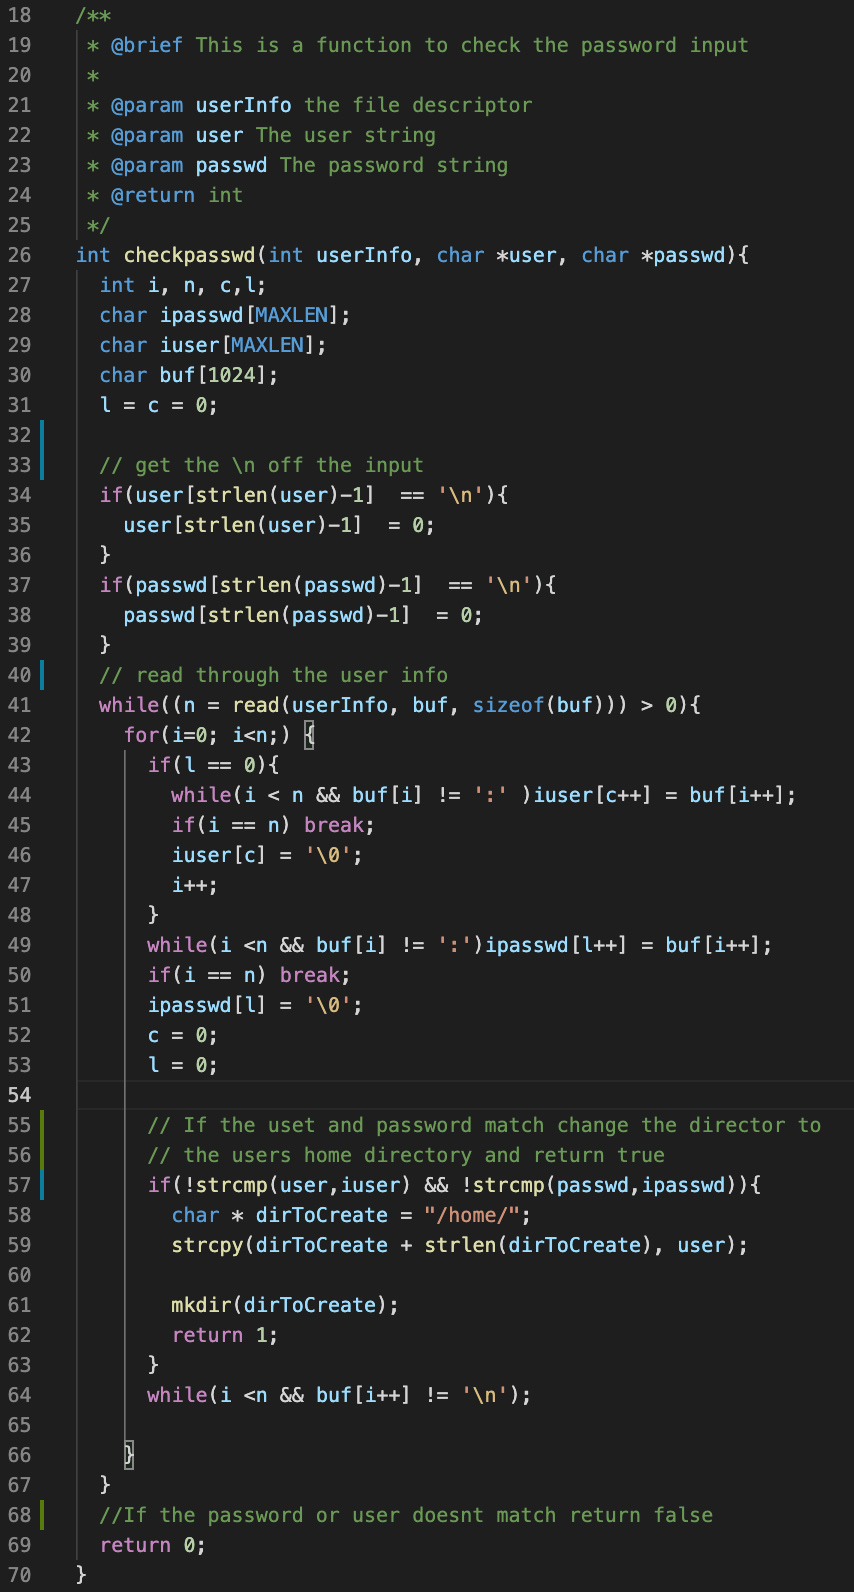 18 /**
19  * @brief This is a function to check the password input
20  *
21  * @param userInfo the file descriptor
22  * @param user The user string
23  * @param passwd The password string
24  * @return int
25  */
26 int checkpasswd(int userInfo, char *user, char *passwd){
27   int i, n, c,l;
28   char ipasswd[MAXLEN];
29   char iuser[MAXLEN];
30   char buf[1024];
31   l = c = 0;
32
33   // get the \n off the input
34   if(user[strlen(user)-1]  == '\n'){
35     user[strlen(user)-1]  = 0;
36   }
37   if(passwd[strlen(passwd)-1]  == '\n'){
38     passwd[strlen(passwd)-1]  = 0;
39   }
40   // read through the user info
41   while((n = read(userInfo, buf, sizeof(buf))) > 0){
42     for(i=0; i<n;) {
43       if(l == 0){
44         while(i < n && buf[i] != ':' )iuser[c++] = buf[i++];
45         if(i == n) break;
46         iuser[c] = '\0';
47         i++;
48       }
49       while(i <n && buf[i] != ':')ipasswd[l++] = buf[i++];
50       if(i == n) break;
51       ipasswd[l] = '\0';
52       c = 0;
53       l = 0;
54
55       // If the uset and password match change the director to
56       // the users home directory and return true
57       if(!strcmp(user,iuser) && !strcmp(passwd,ipasswd)){
58         char * dirToCreate = "/home/";
59         strcpy(dirToCreate + strlen(dirToCreate), user);
60
61         mkdir(dirToCreate);
62         return 1;
63       }
64       while(i <n && buf[i++] != '\n');
65
66     }
67   }
68   //If the password or user doesnt match return false
69   return 0;
70 }